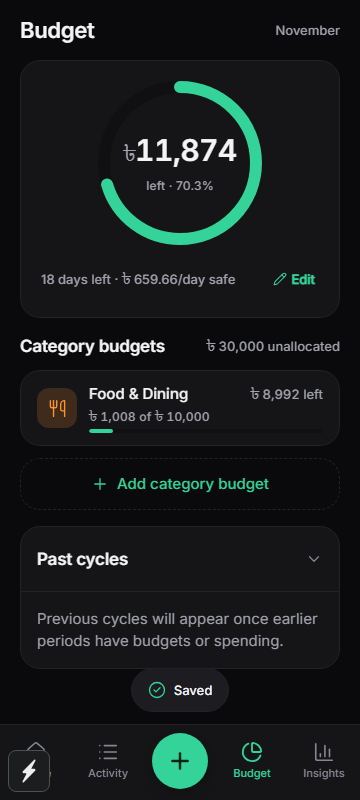 Budget
November
৳11,874
left · 70.3%
18 days left · ৳ 659.66/day safe
Edit
Category budgets
৳ 30,000 unallocated
Food & Dining
৳ 8,992 left
৳ 1,008 of ৳ 10,000
Add category budget
Past cycles
Previous cycles will appear once earlier
periods have budgets or spending.
Saved
Activity
Budget
Insights